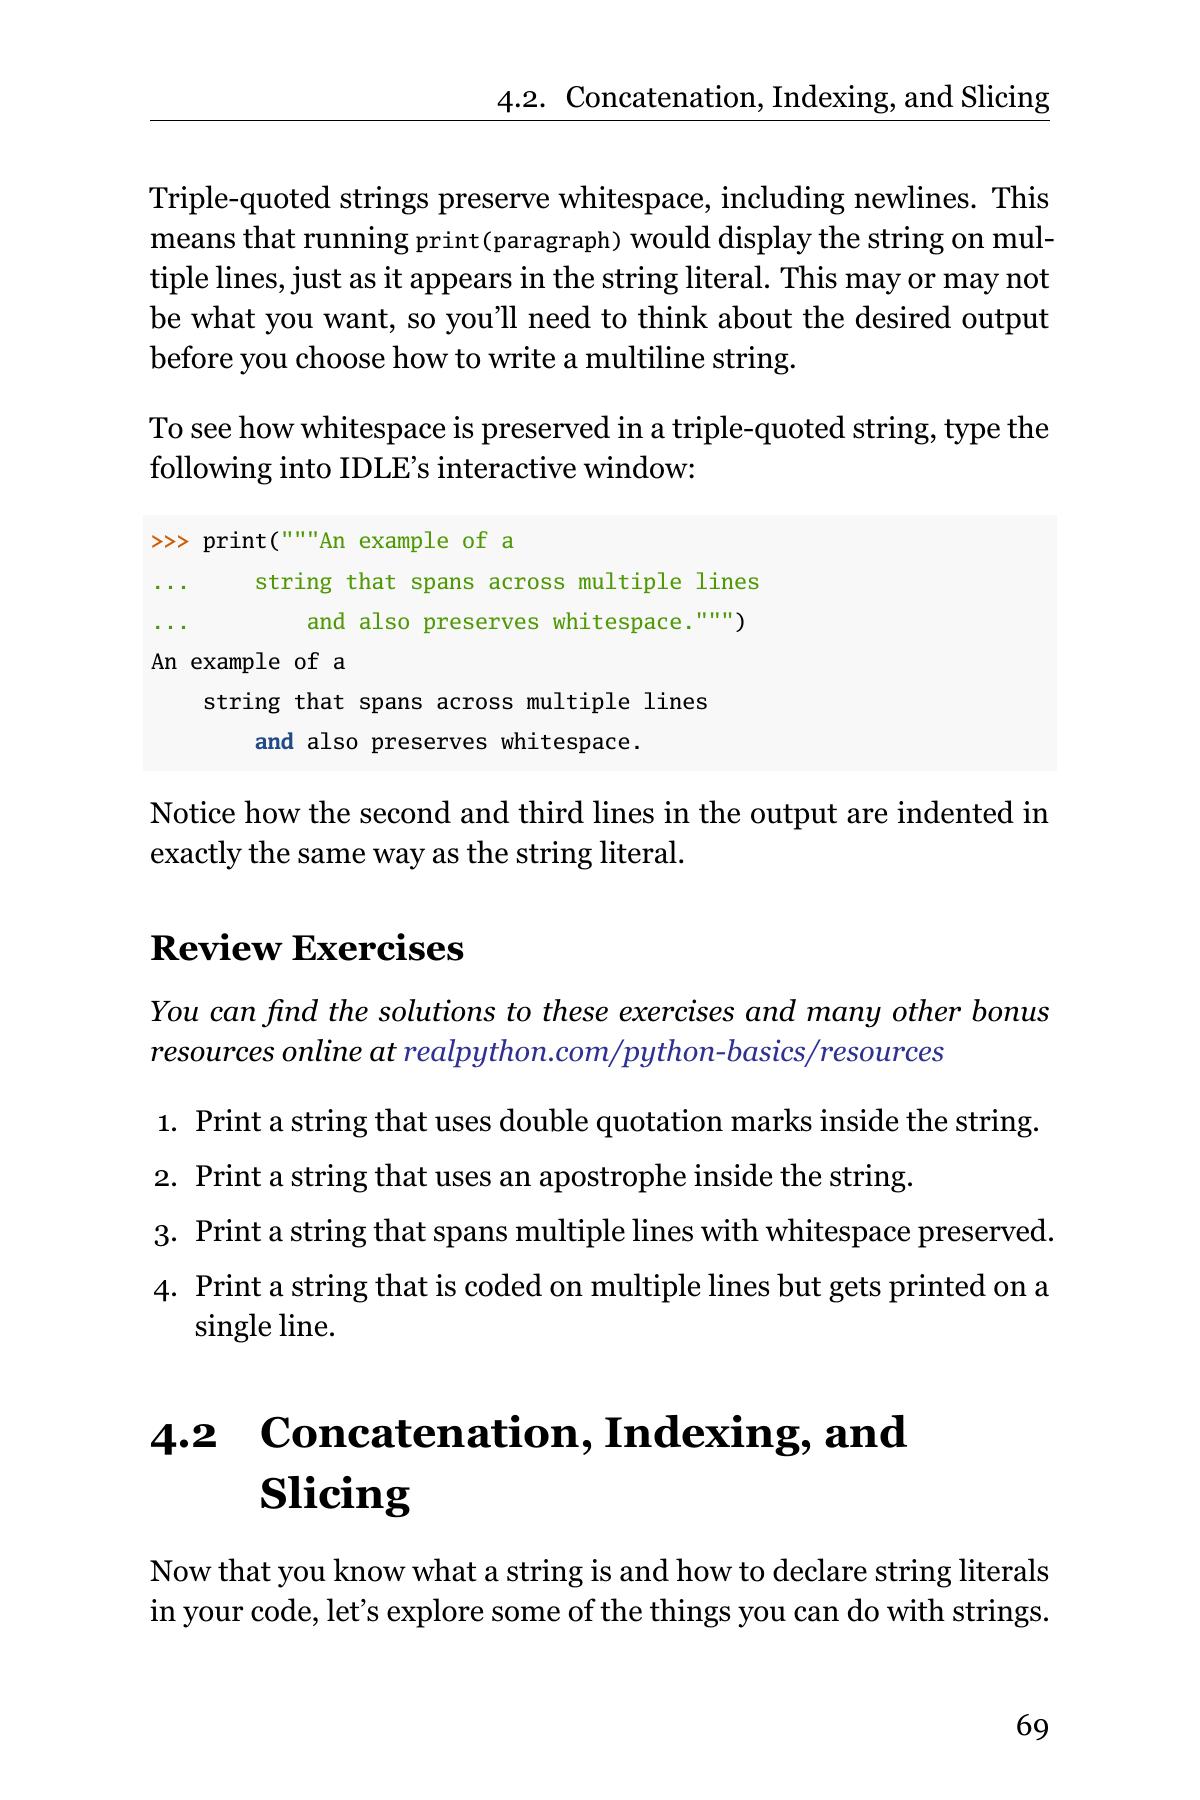 4.2. Concatenation, Indexing, and Slicing
Triple-quoted strings preserve whitespace, including newlines. This
means that running print(paragraph) would display the string on mul-
tiple lines, just as it appears in the string literal. This may or may not
be what you want, so you’ll need to think about the desired output
before you choose how to write a multiline string.
To see how whitespace is preserved in a triple-quoted string, type the
following into IDLE’s interactive window:
>>> print("""An example of a
...     string that spans across multiple lines
...         and also preserves whitespace.""")
An example of a
    string that spans across multiple lines
        and also preserves whitespace.
Notice how the second and third lines in the output are indented in
exactly the same way as the string literal.
Review Exercises
You can find the solutions to these exercises and many other bonus
resources online at realpython.com/python-basics/resources
1. Print a string that uses double quotation marks inside the string.
2. Print a string that uses an apostrophe inside the string.
3. Print a string that spans multiple lines with whitespace preserved.
4. Print a string that is coded on multiple lines but gets printed on a
single line.
4.2 Concatenation, Indexing, and
Slicing
Now that you know what a string is and how to declare string literals
in your code, let’s explore some of the things you can do with strings.
69